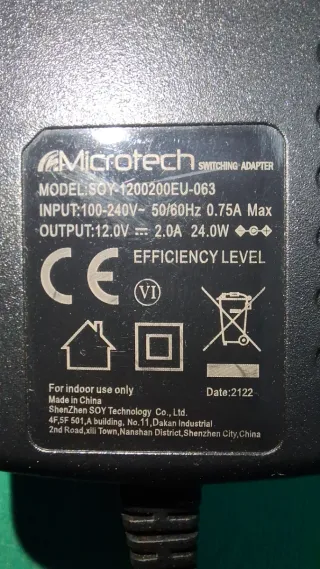 Microtech SWITCHING ADAPTER
MODEL:SOY-1200200EU-063
INPUT:100-240V~ 50/60Hz 0.75A Max
OUTPUT:12.0V ⎓ 2.0A 24.0W
CE EFFICIENCY LEVEL
VI
For indoor use only
Made in China
Date:2122
ShenZhen SOY Technology Co., Ltd.
4F,5F 501,A building, No.11,Dakan Industrial
2nd Road,xili Town,Nanshan District,Shenzhen City,China